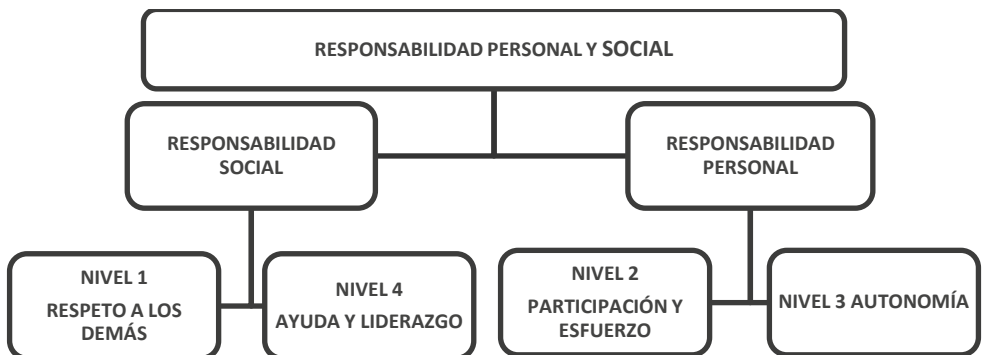 RESPONSABILIDAD PERSONAL Y SOCIAL
RESPONSABILIDAD
SOCIAL
RESPONSABILIDAD
PERSONAL
NIVEL 1
RESPETO A LOS
DEMÁS
NIVEL 4
AYUDA Y LIDERAZGO
NIVEL 2
PARTICIPACIÓN Y
ESFUERZO
NIVEL 3 AUTONOMÍA